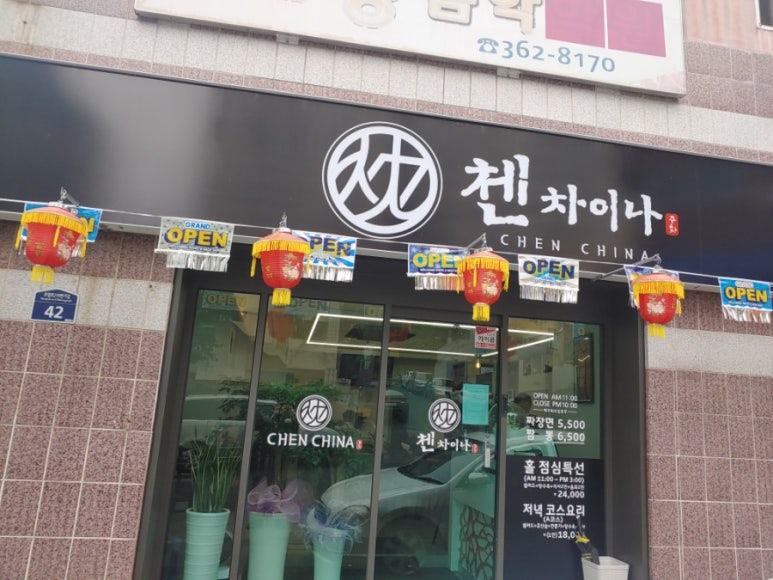 ☎362-8170
첸 차이나
CHEN CHINA
GRAND
OPEN
OPEN
OPEN
OPEN
OPEN
42
CHEN CHINA
첸 차이나
OPEN AM 11:00
CLOSE PM 10:00
짜장면 5,500
짬뽕 6,500
홀 점심특선
(AM 11:00 ~ PM 3:00)
24,000
저녁 코스요리
(A코스)